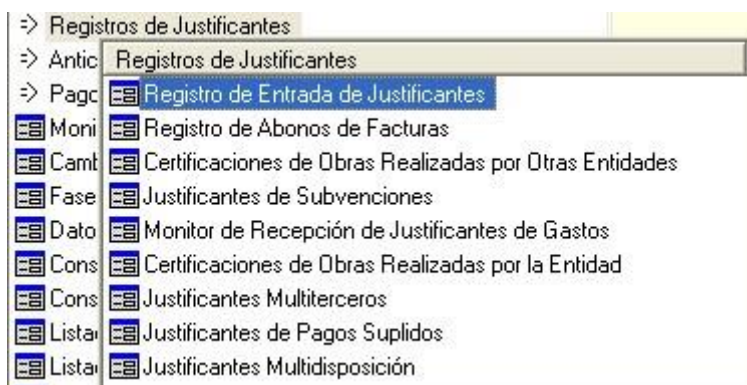 Registros de Justificantes
Antic
Registros de Justificantes
Pago
Registro de Entrada de Justificantes
Moni
Registro de Abonos de Facturas
Camb
Certificaciones de Obras Realizadas por Otras Entidades
Fase
Justificantes de Subvenciones
Dato
Monitor de Recepción de Justificantes de Gastos
Cons
Certificaciones de Obras Realizadas por la Entidad
Cons
Justificantes Multiterceros
Lista
Justificantes de Pagos Suplidos
Lista
Justificantes Multidisposición